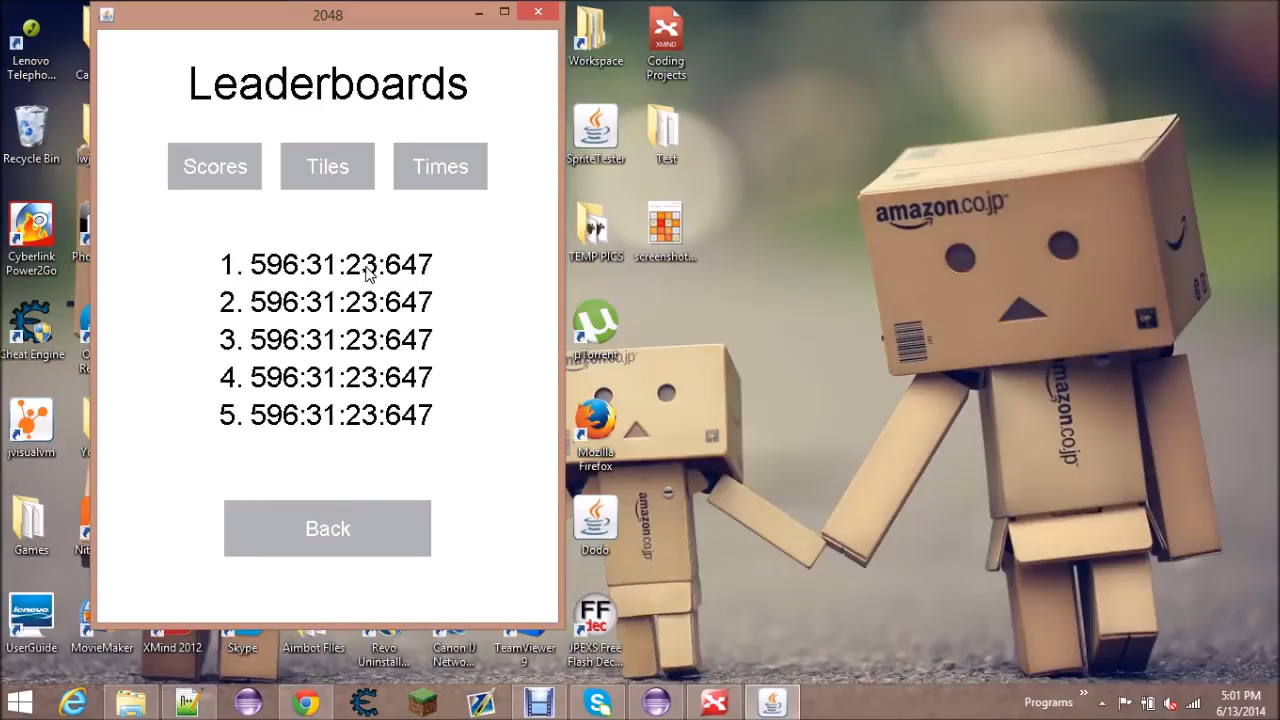 2048
Leaderboards
Scores
Tiles
Times
1. 596:31:23:647
2. 596:31:23:647
3. 596:31:23:647
4. 596:31:23:647
5. 596:31:23:647
Back
Lenovo
Telepho...
Recycle Bin
Cyberlink
Power2Go
Cheat Engine
jvisualvm
Games
lenovo
UserGuide
MovieMaker
XMind 2012
Skype
Aimbot FIles
Revo
Uninstall...
Canon IJ
Netwo...
TeamViewer
9
FF
dec
JPEXS Free
Flash Dec...
Workspace
XMIND
Coding
Projects
SpriteTester
Test
TEMP PICS
screenshot...
µTorrent
Mozilla
Firefox
Dodo
amazon.co.jp
amazon.co.jp
amazon.co.jp
Programs
5:01 PM
6/13/2014